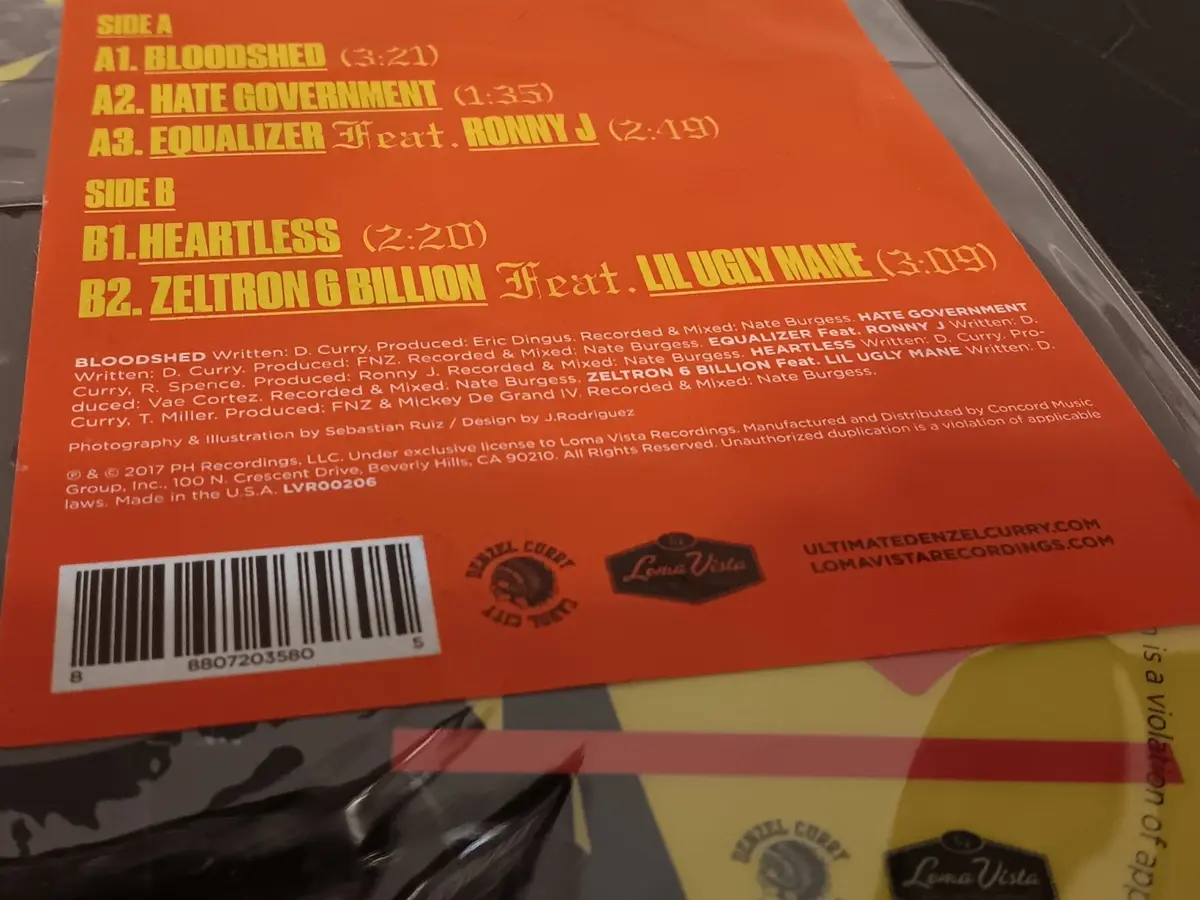 SIDE A
A1. BLOODSHED (3:21)
A2. HATE GOVERNMENT (1:35)
A3. EQUALIZER Feat. RONNY J (2:49)
SIDE B
B1. HEARTLESS (2:20)
B2. ZELTRON 6 BILLION Feat. LIL UGLY MANE (3:09)
BLOODSHED Written: D. Curry. Produced: Eric Dingus. Recorded & Mixed: Nate Burgess. HATE GOVERNMENT
Written: D. Curry. Produced: FNZ. Recorded & Mixed: Nate Burgess. EQUALIZER Feat. RONNY J Written: D.
Curry, R. Spence. Produced: Ronny J. Recorded & Mixed: Nate Burgess. HEARTLESS Written: D. Curry. Pro-
duced: Vae Cortez. Recorded & Mixed: Nate Burgess. ZELTRON 6 BILLION Feat. LIL UGLY MANE Written: D.
Curry, T. Miller. Produced: FNZ & Mickey De Grand IV. Recorded & Mixed: Nate Burgess.
Photography & Illustration by Sebastian Ruiz / Design by J.Rodriguez
℗ & © 2017 PH Recordings, LLC. Under exclusive license to Loma Vista Recordings. Manufactured and Distributed by Concord Music
Group, Inc., 100 N. Crescent Drive, Beverly Hills, CA 90210. All Rights Reserved. Unauthorized duplication is a violation of applicable
laws. Made in the U.S.A. LVR00206
8 8807203580 5
DENZEL CURRY
CAROL CITY
Loma Vista
ULTIMATEDENZELCURRY.COM
LOMAVISTARECORDINGS.COM
is a violation of app
DENZEL CURRY
Loma Vista